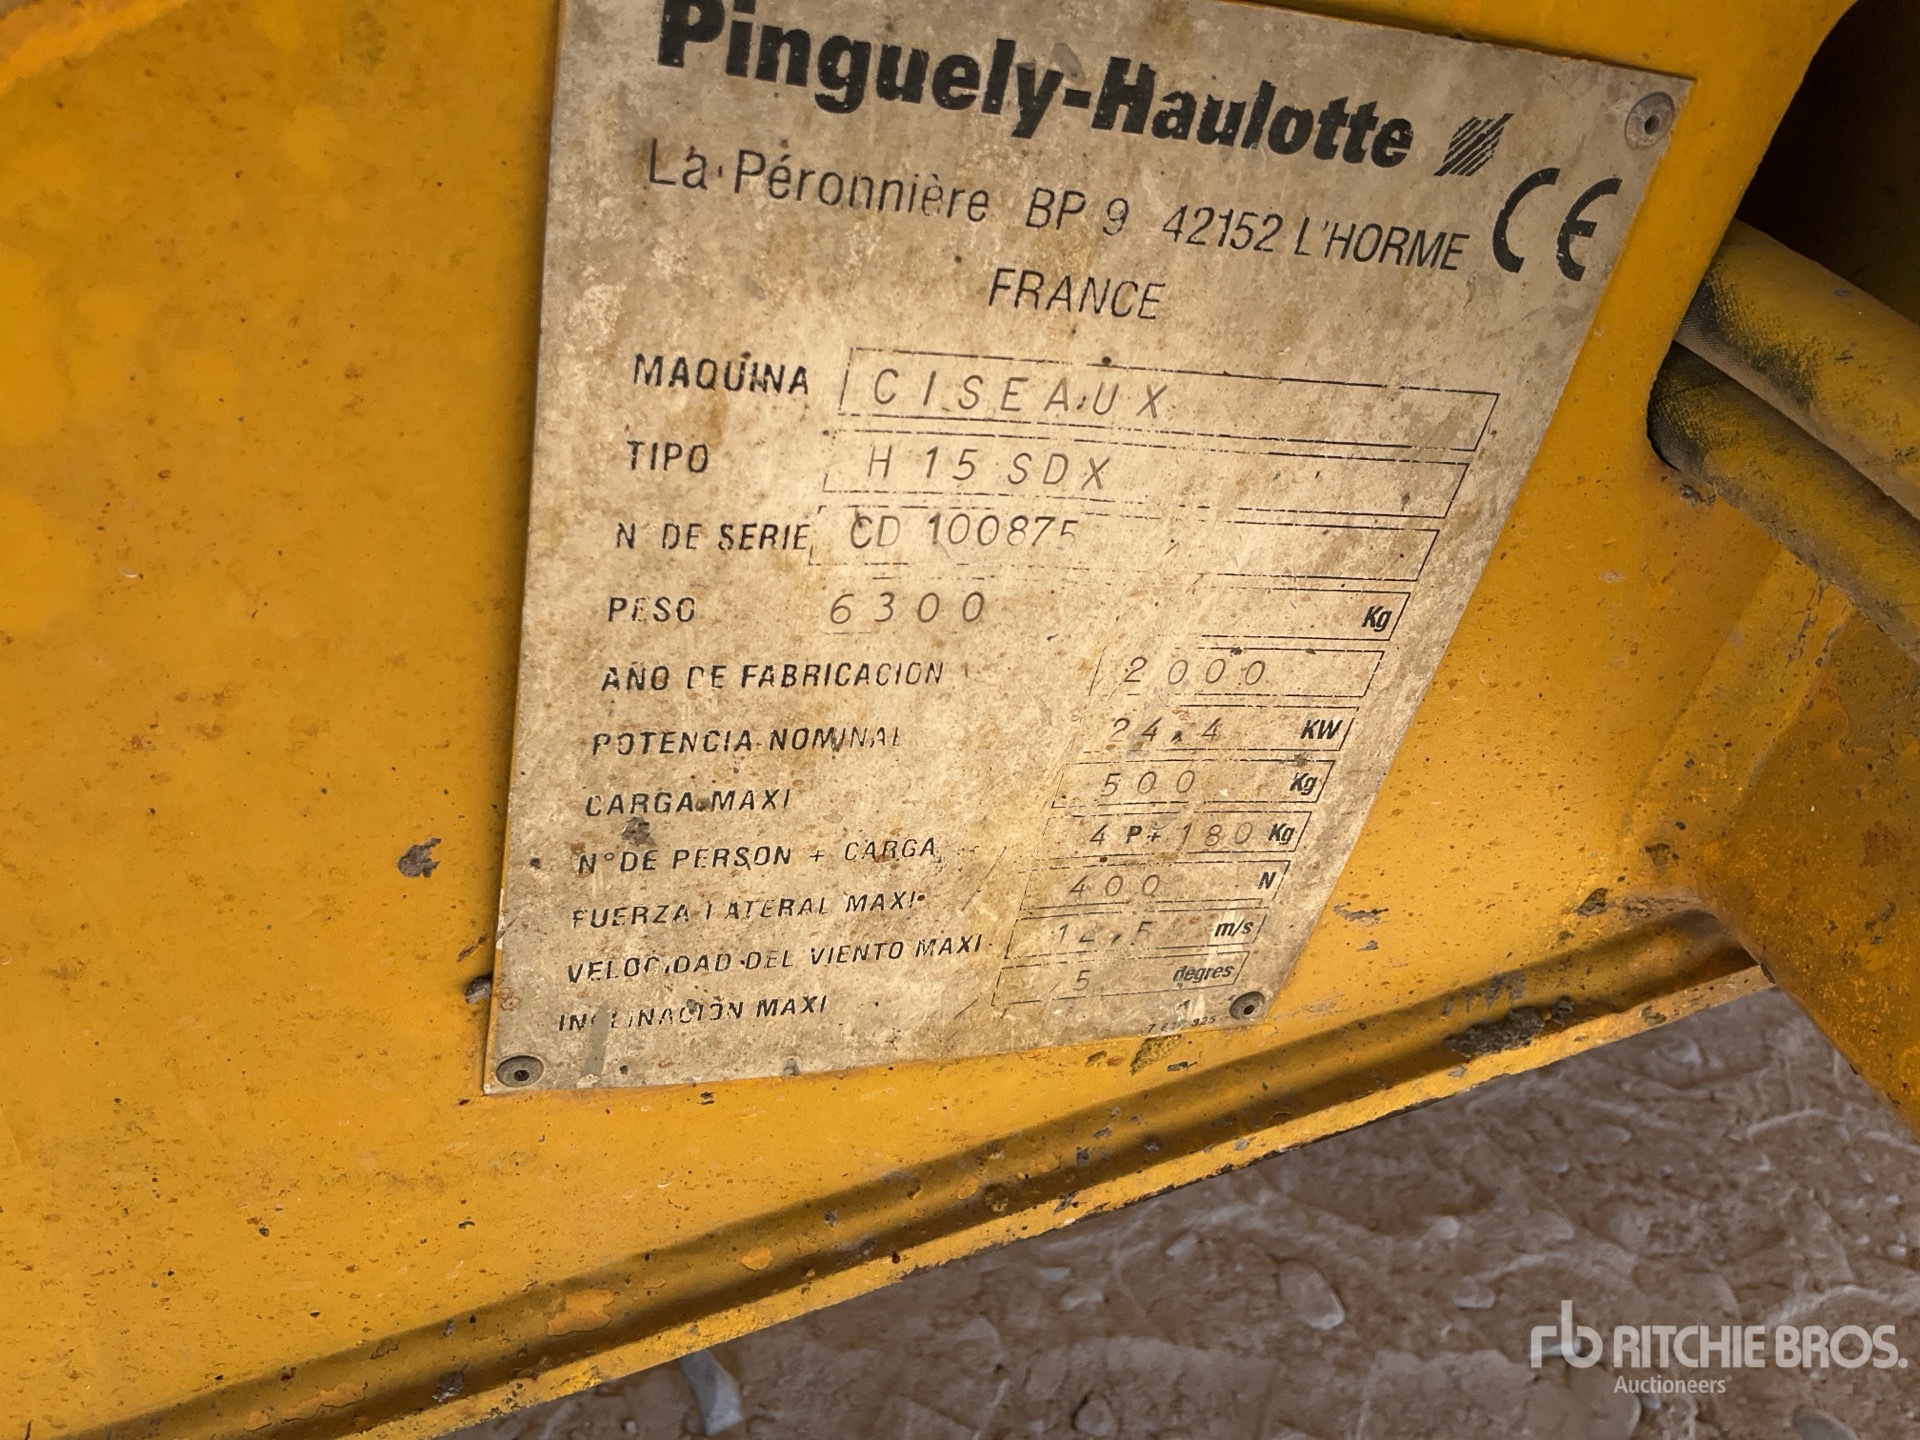 Pinguely-Haulotte
La Péronnière BP 9 42152 L'HORME CE
FRANCE
MAQUINA CISEAUX
TIPO H 15 SDX
N° DE SERIE CD 100875
PESO 6300 Kg
AÑO DE FABRICACION 2000
POTENCIA NOMINAL 24,4 KW
CARGA MAXI 500 Kg
N° DE PERSON + CARGA 4 P+ 180 Kg
FUERZA LATERAL MAXI 400 N
VELOCIDAD DEL VIENTO MAXI 12,5 m/s
INCLINACIÓN MAXI 5 degres
rb RITCHIE BROS.
Auctioneers